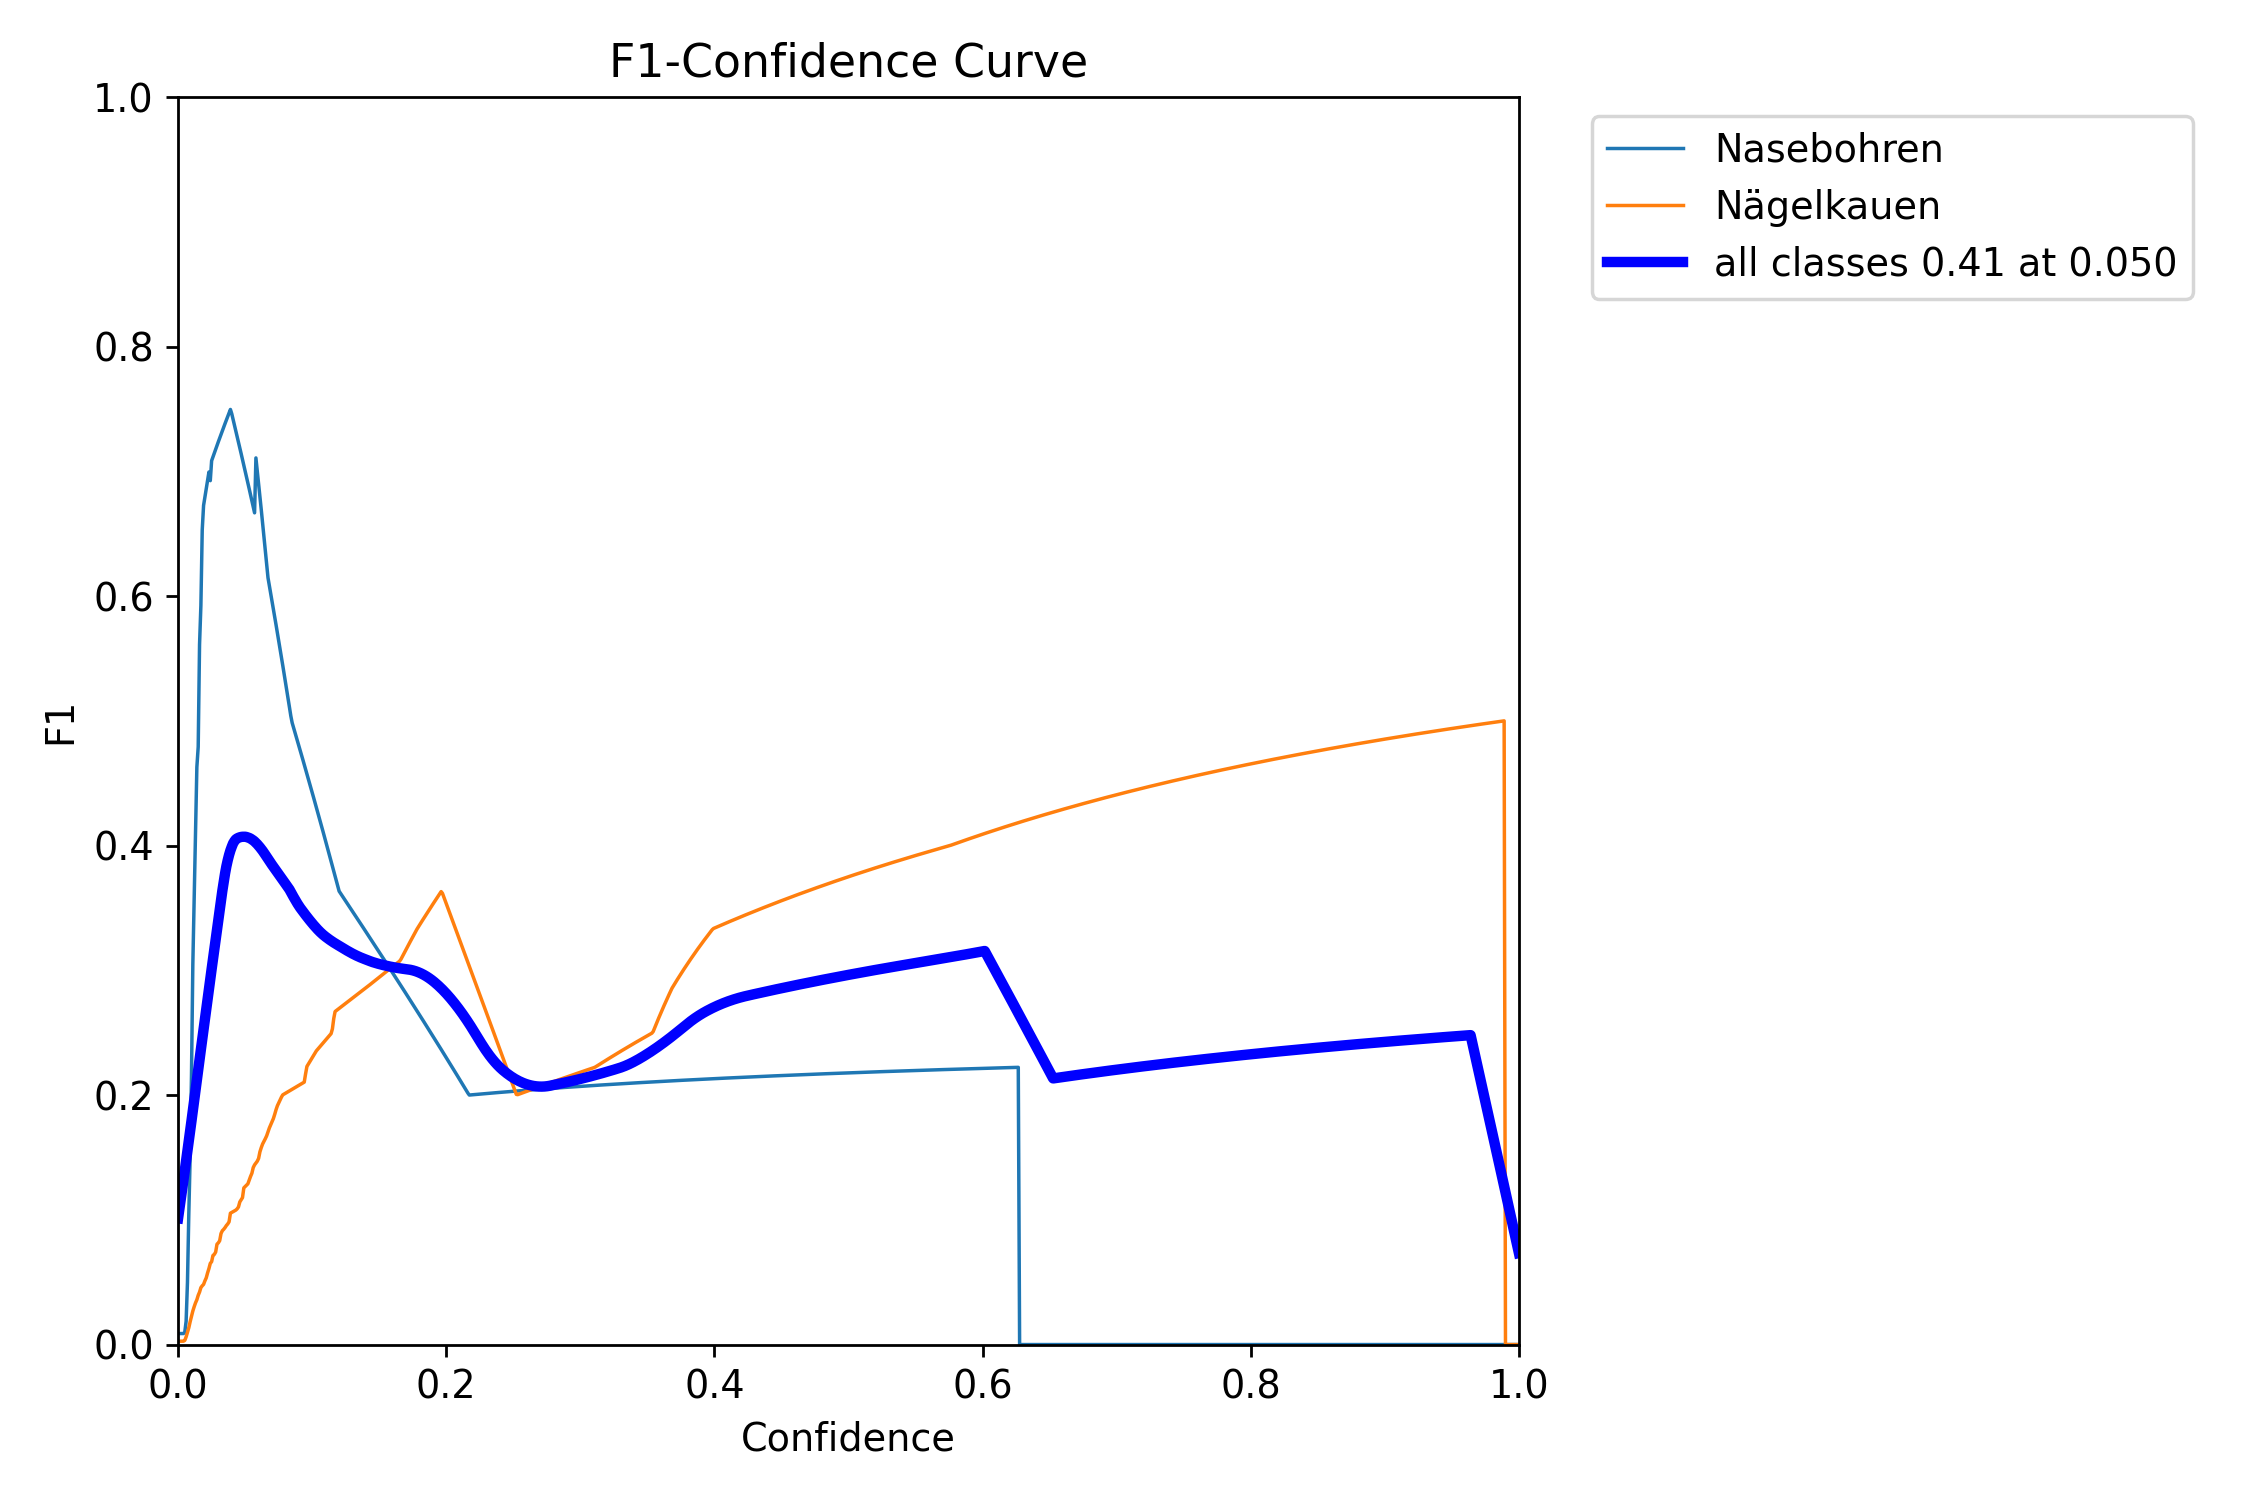 F1-Confidence Curve
1.0
0.8
0.6
0.4
0.2
0.0
F1
0.0 0.2 0.4 0.6 0.8 1.0
Confidence
Nasebohren
Nägelkauen
all classes 0.41 at 0.050